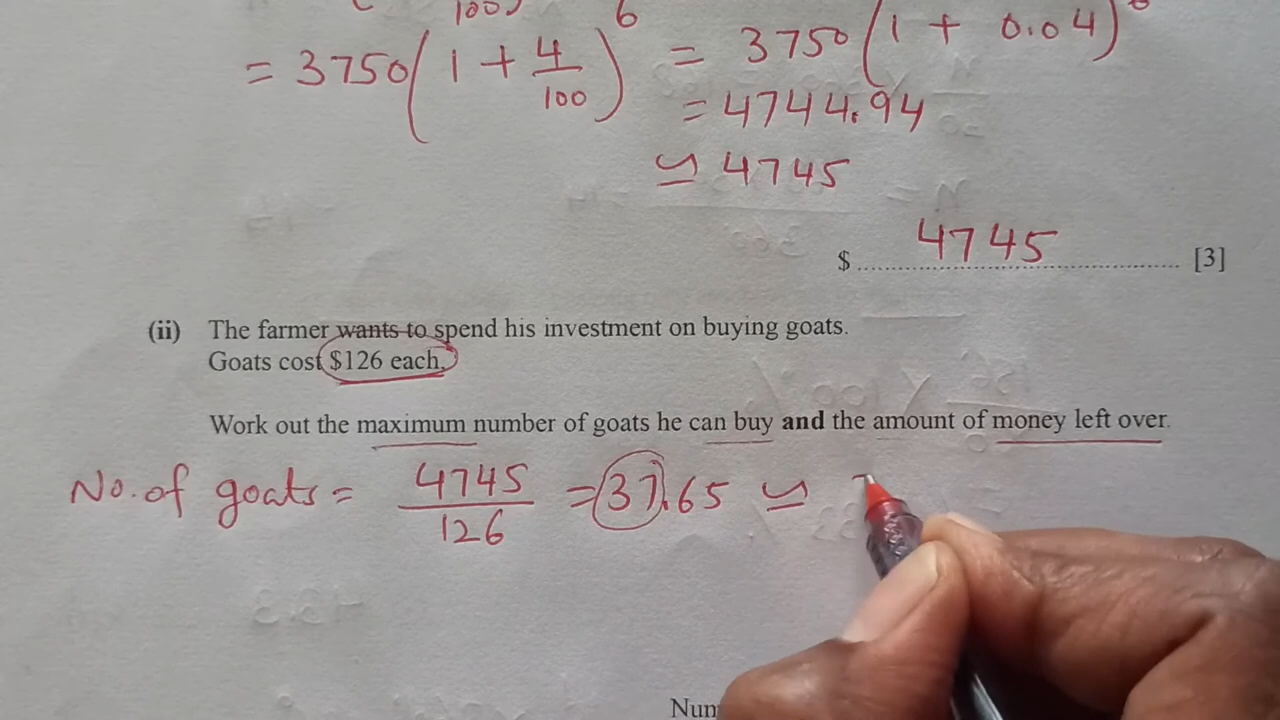 100
6
= 3750(1 + 4/100)^6 = 3750(1 + 0.04)
= 4744.94
≃ 4745
$ 4745 [3]
(ii) The farmer wants to spend his investment on buying goats.
Goats cost $126 each.
Work out the maximum number of goats he can buy and the amount of money left over.
No. of goats = 4745/126 = 37.65 ≃